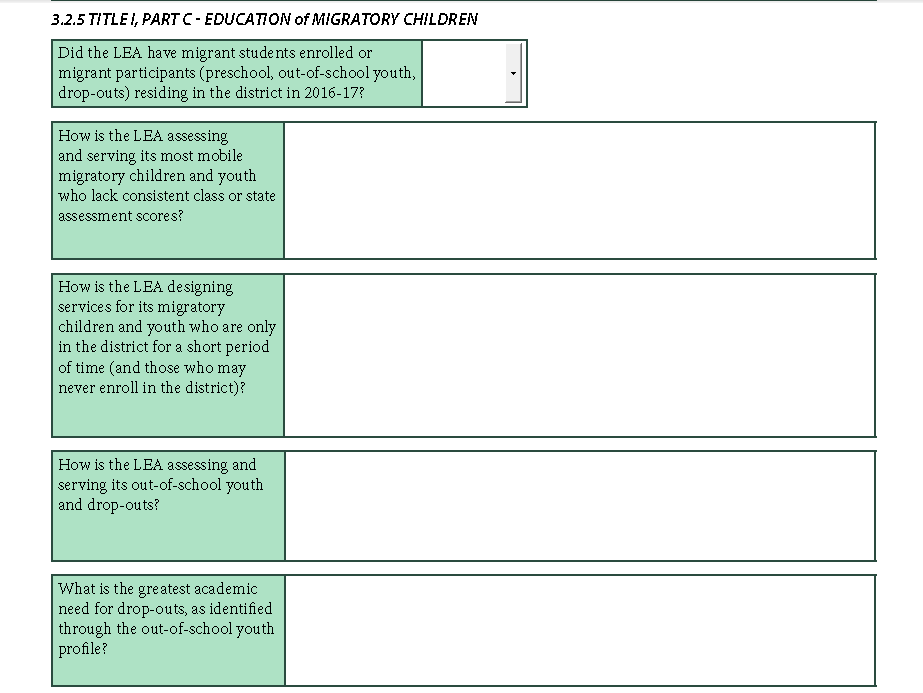 3.2.5 TITLE I, PART C - EDUCATION of MIGRATORY CHILDREN
Did the LEA have migrant students enrolled or
migrant participants (preschool, out-of-school youth,
drop-outs) residing in the district in 2016-17?
How is the LEA assessing
and serving its most mobile
migratory children and youth
who lack consistent class or state
assessment scores?
How is the LEA designing
services for its migratory
children and youth who are only
in the district for a short period
of time (and those who may
never enroll in the district)?
How is the LEA assessing and
serving its out-of-school youth
and drop-outs?
What is the greatest academic
need for drop-outs, as identified
through the out-of-school youth
profile?